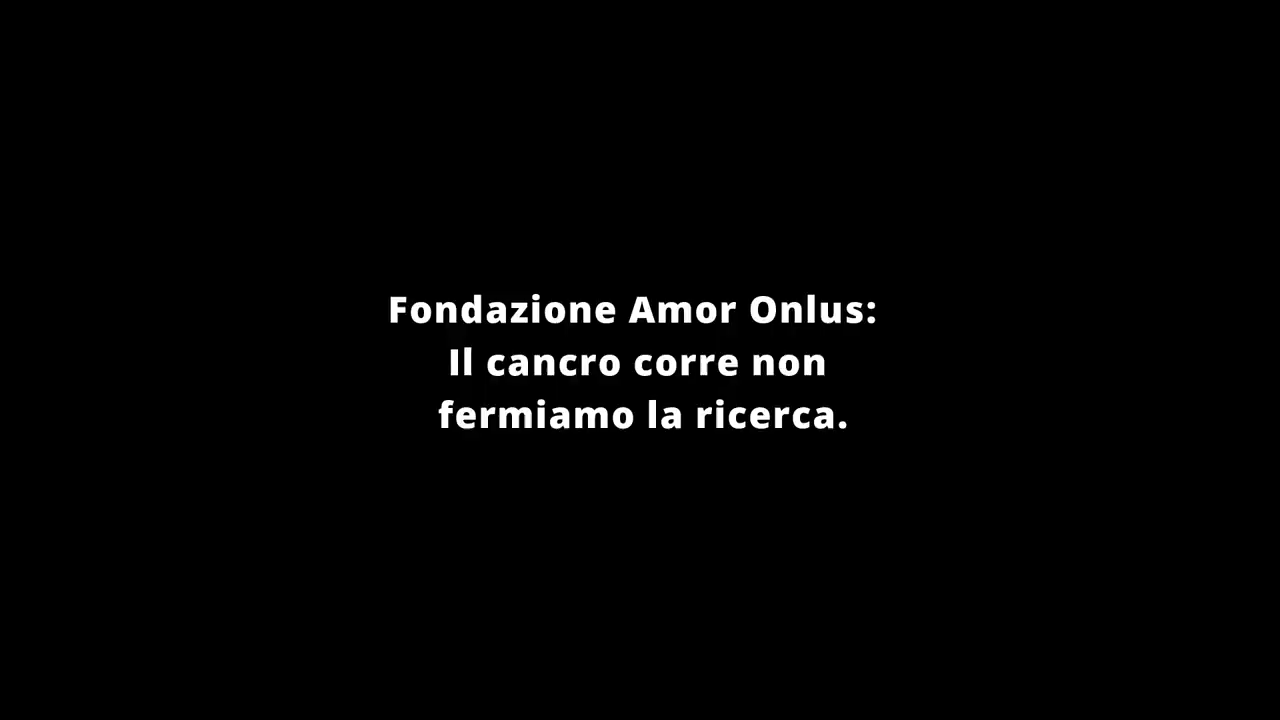 Fondazione Amor Onlus:
Il cancro corre non
fermiamo la ricerca.